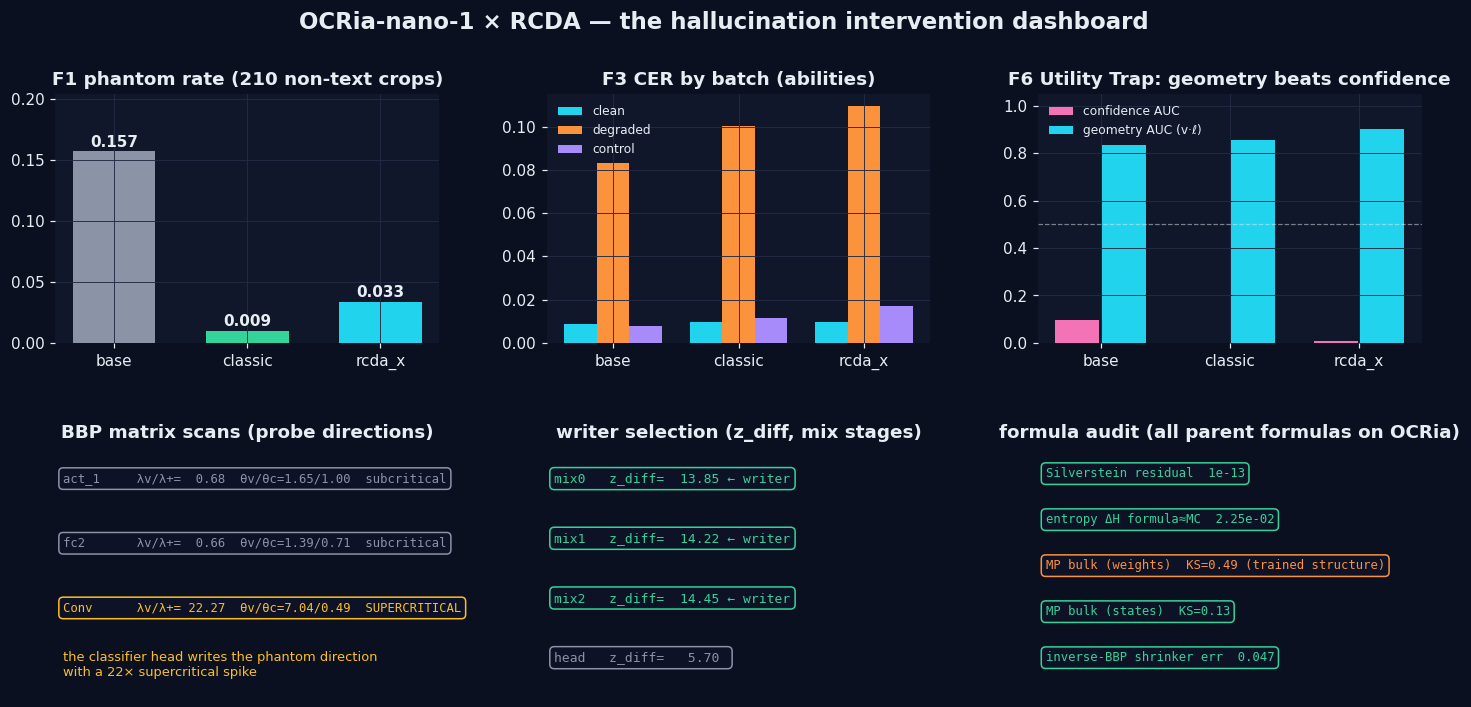 OCRia-nano-1 × RCDA — the hallucination intervention dashboard
F1 phantom rate (210 non-text crops)
0.20
0.15
0.10
0.05
0.00
0.157
0.009
0.033
base
classic
rcda_x
F3 CER by batch (abilities)
clean
degraded
control
0.10
0.08
0.06
0.04
0.02
0.00
base
classic
rcda_x
F6 Utility Trap: geometry beats confidence
confidence AUC
geometry AUC (v·ℓ)
1.0
0.8
0.6
0.4
0.2
0.0
base
classic
rcda_x
BBP matrix scans (probe directions)
act_1 λv/λ+= 0.68 θv/θc=1.65/1.00 subcritical
fc2 λv/λ+= 0.66 θv/θc=1.39/0.71 subcritical
Conv λv/λ+= 22.27 θv/θc=7.04/0.49 SUPERCRITICAL
the classifier head writes the phantom direction
with a 22× supercritical spike
writer selection (z_diff, mix stages)
mix0 z_diff= 13.85 ← writer
mix1 z_diff= 14.22 ← writer
mix2 z_diff= 14.45 ← writer
head z_diff= 5.70
formula audit (all parent formulas on OCRia)
Silverstein residual 1e-13
entropy ΔH formula≈MC 2.25e-02
MP bulk (weights) KS=0.49 (trained structure)
MP bulk (states) KS=0.13
inverse-BBP shrinker err 0.047